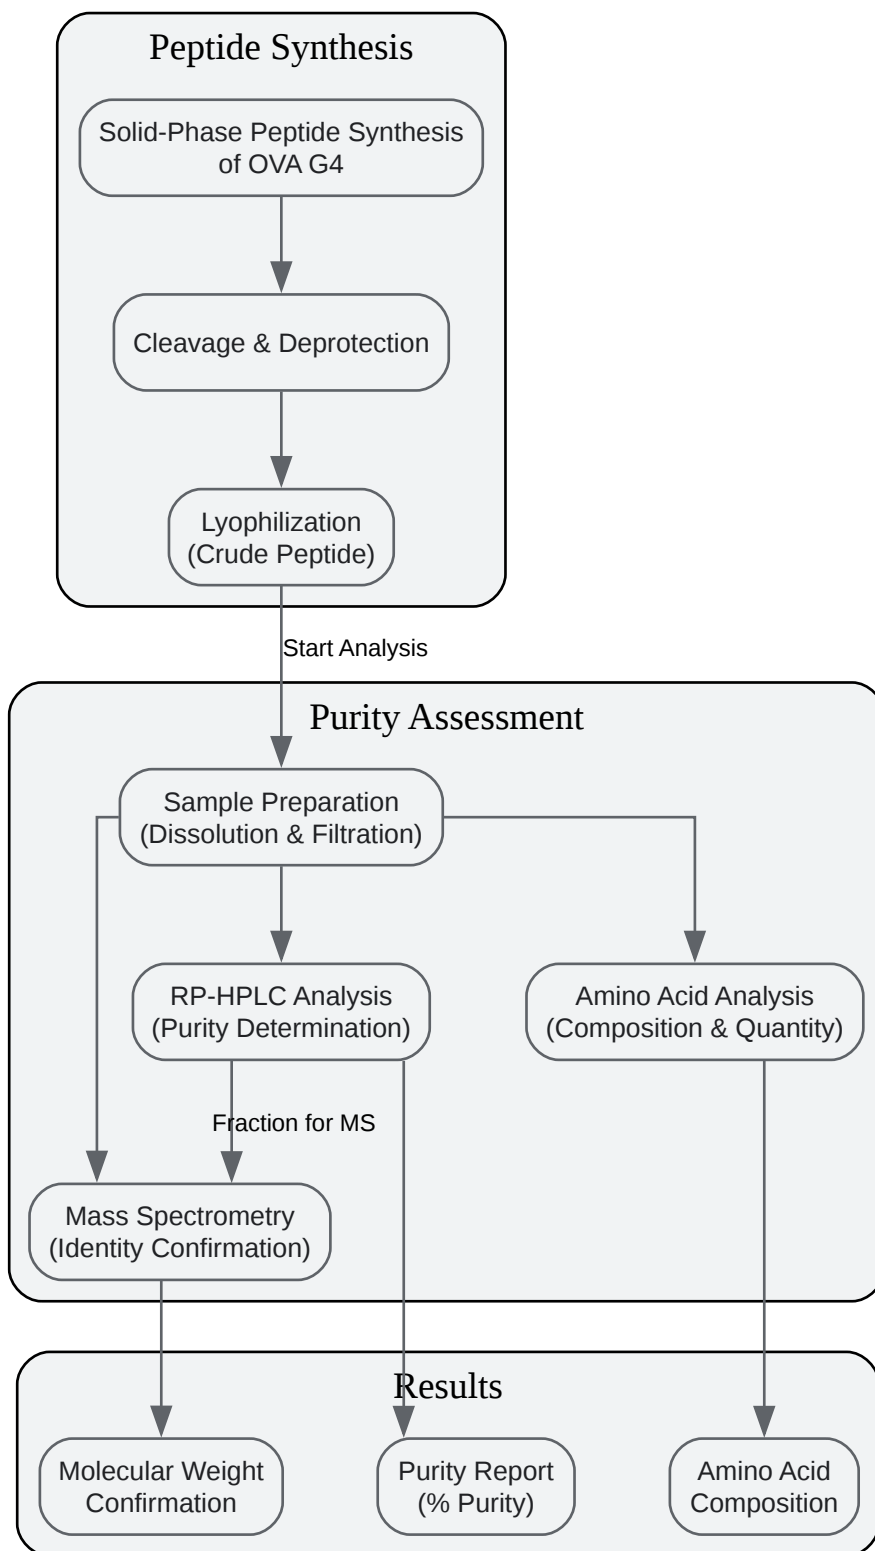 Peptide Synthesis
Solid-Phase Peptide Synthesis
of OVA G4
Cleavage & Deprotection
Lyophilization
(Crude Peptide)
Start Analysis
Purity Assessment
Sample Preparation
(Dissolution & Filtration)
RP-HPLC Analysis
(Purity Determination)
Amino Acid Analysis
(Composition & Quantity)
Fraction for MS
Mass Spectrometry
(Identity Confirmation)
Results
Molecular Weight
Confirmation
Purity Report
(% Purity)
Amino Acid
Composition